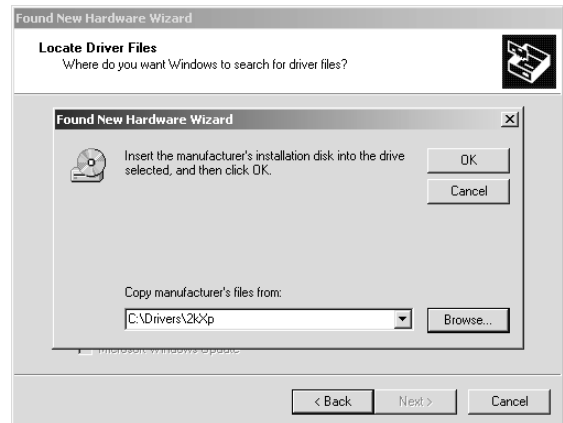 Found New Hardware Wizard
Locate Driver Files
Where do you want Windows to search for driver files?
Found New Hardware Wizard
Insert the manufacturer's installation disk into the drive
selected, and then click OK.
OK
Cancel
Copy manufacturer's files from:
C:\Drivers\2kXp
Browse...
Microsoft Windows Update
< Back
Next >
Cancel